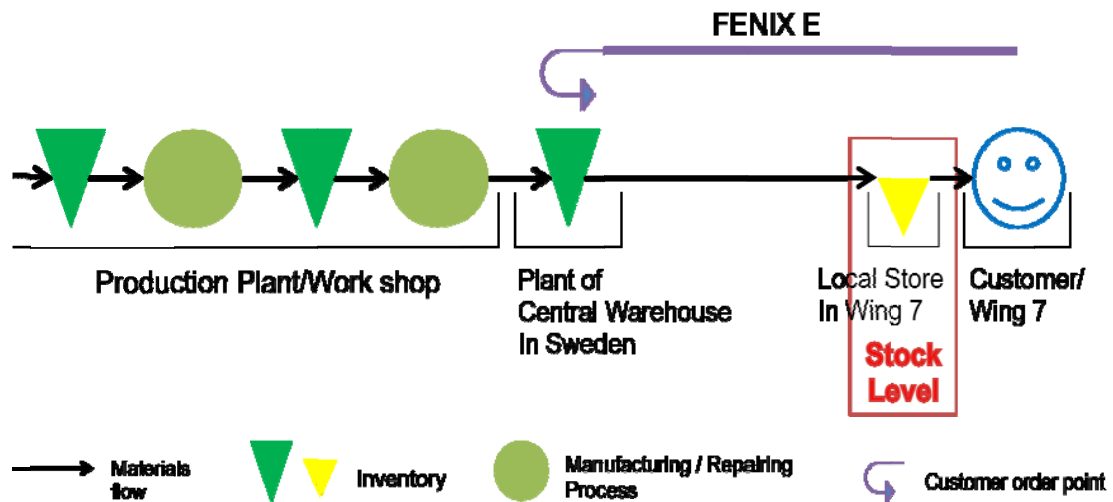 FENIX E
Production Plant/Work shop
Plant of
Central Warehouse
In Sweden
Local Store
In Wing 7
Customer/
Wing 7
Stock
Level
Materials
flow
Inventory
Manufacturing / Repairing
Process
Customer order point